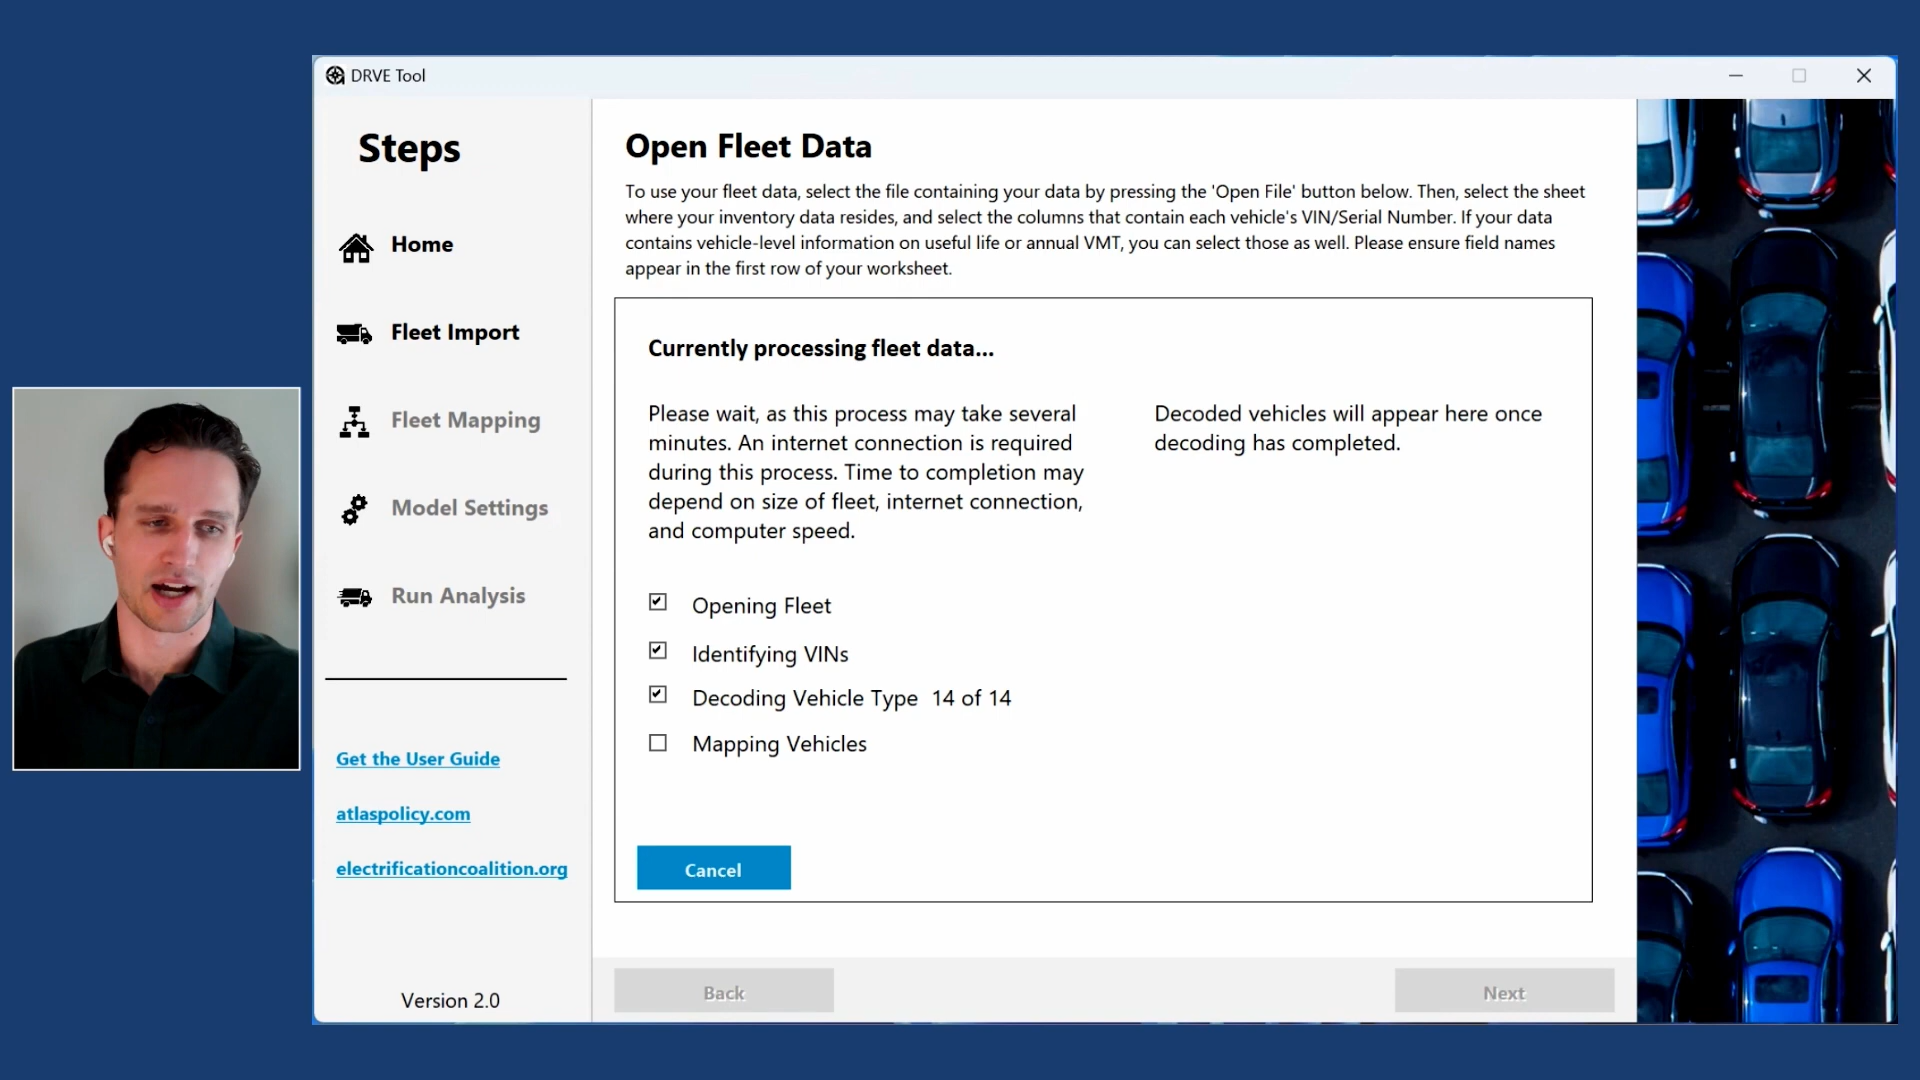 DRVE Tool
Steps
Home
Fleet Import
Fleet Mapping
Model Settings
Run Analysis
Get the User Guide
atlaspolicy.com
electrificationcoalition.org
Version 2.0
Open Fleet Data
To use your fleet data, select the file containing your data by pressing the 'Open File' button below. Then, select the sheet
where your inventory data resides, and select the columns that contain each vehicle's VIN/Serial Number. If your data
contains vehicle-level information on useful life or annual VMT, you can select those as well. Please ensure field names
appear in the first row of your worksheet.
Currently processing fleet data...
Please wait, as this process may take several
minutes. An internet connection is required
during this process. Time to completion may
depend on size of fleet, internet connection,
and computer speed.
Decoded vehicles will appear here once
decoding has completed.
Opening Fleet
Identifying VINs
Decoding Vehicle Type 14 of 14
Mapping Vehicles
Cancel
Back
Next